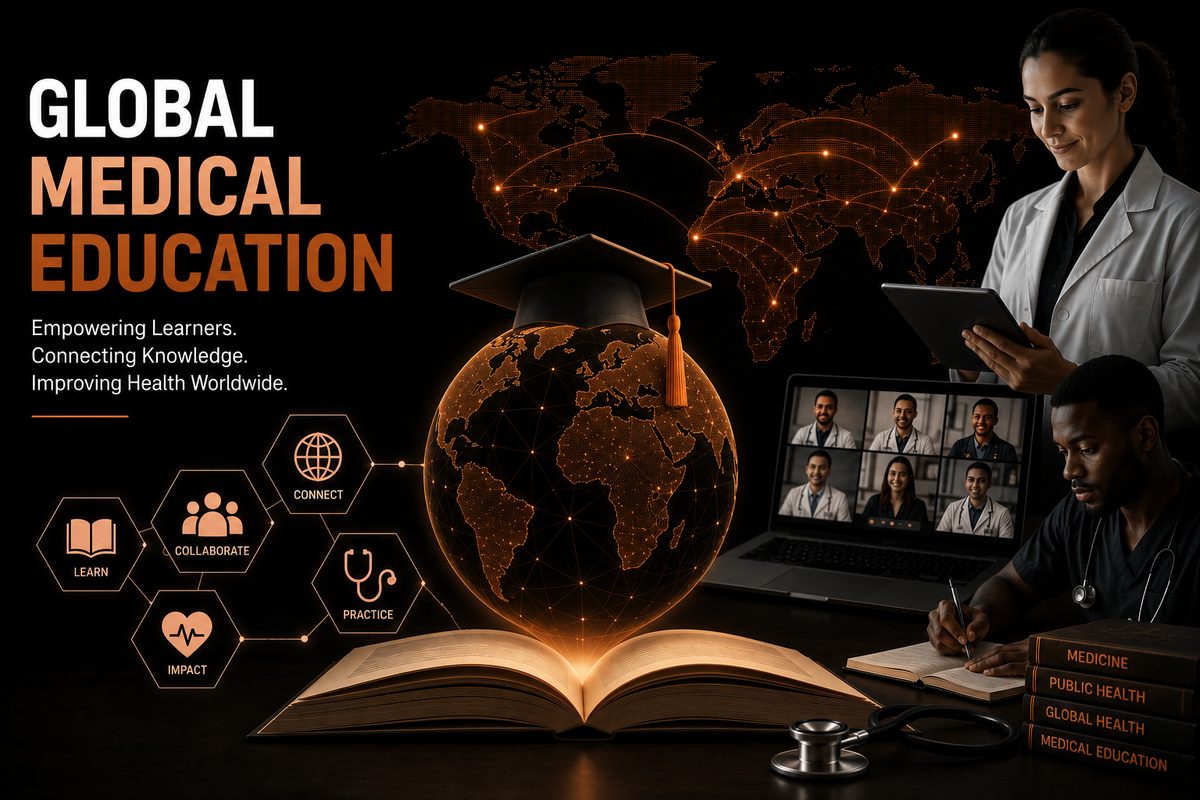 GLOBAL
MEDICAL
EDUCATION
Empowering Learners.
Connecting Knowledge.
Improving Health Worldwide.
CONNECT
COLLABORATE
LEARN
PRACTICE
IMPACT
MEDICINE
PUBLIC HEALTH
GLOBAL HEALTH
MEDICAL EDUCATION